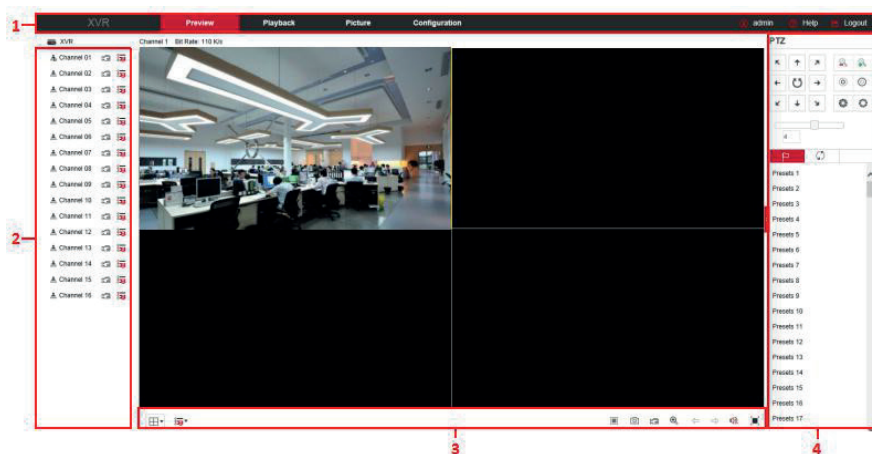 1
XVR Preview Playback Picture Configuration admin Help Logout
XVR
Channel 1 Bit Rate: 110 K/s
PTZ
2
Channel 01
Channel 02
Channel 03
Channel 04
Channel 05
Channel 06
Channel 07
Channel 08
Channel 09
Channel 10
Channel 11
Channel 12
Channel 13
Channel 14
Channel 15
Channel 16
4
Presets 1
Presets 2
Presets 3
Presets 4
Presets 5
Presets 6
Presets 7
Presets 8
Presets 9
Presets 10
Presets 11
Presets 12
Presets 13
Presets 14
Presets 15
Presets 16
Presets 17
3
4